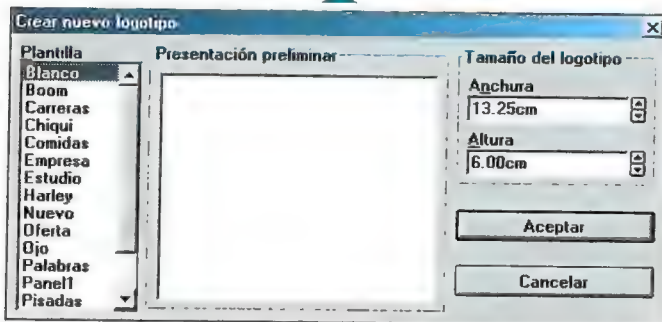 Crear nuevo logotipo
Plantilla
Blanco
Boom
Carreras
Chiqui
Comidas
Empresa
Estudio
Harley
Nuevo
Oferta
Ojo
Palabras
Panel1
Pisadas
Presentación preliminar
Tamaño del logotipo
Anchura
13.25cm
Altura
6.00cm
Aceptar
Cancelar